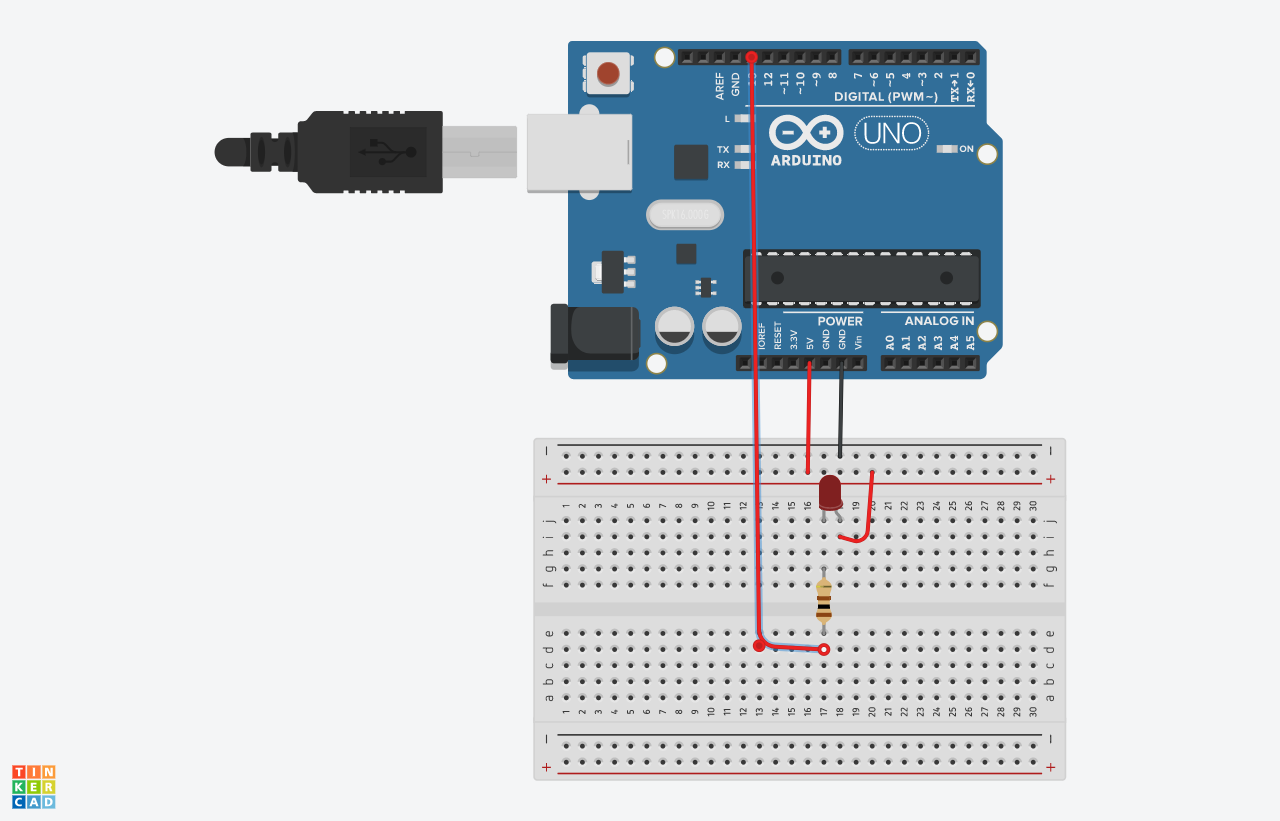 AREF
GND
12
~11
~10
~9
8
7
~6
~5
4
~3
2
TX→1
RX←0
DIGITAL (PWM~)
L
TX
RX
UNO
ARDUINO
ON
POWER
ANALOG IN
IOREF
RESET
3.3V
5V
GND
GND
Vin
A0
A1
A2
A3
A4
A5
− −
+ +
1 2 3 4 5 6 7 8 9 10 11 12 14 15 16 19 20 21 22 23 24 25 26 27 28 29 30
j j
i i
h h
g g
f f
e e
d d
c c
b b
a a
1 2 3 4 5 6 7 8 9 10 11 12 13 14 15 16 17 18 19 20 21 22 23 24 25 26 27 28 29 30
− −
+ +
TIN
KER
CAD